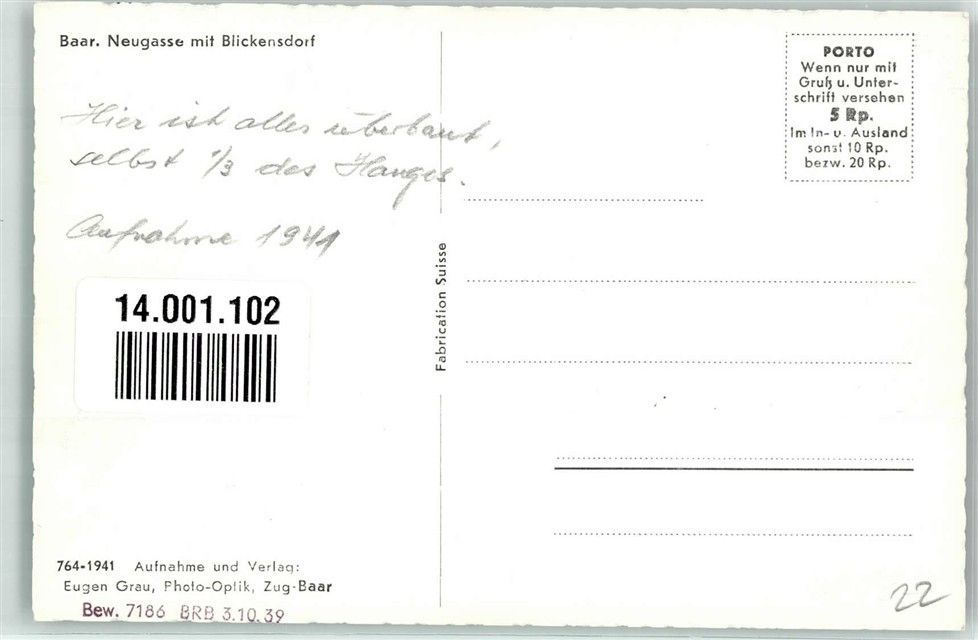 Baar. Neugasse mit Blickensdorf
Hier ist alles überbaut,
selbst 1/3 des Hanges.
Aufnahme 1941
14.001.102
764-1941 Aufnahme und Verlag:
Eugen Grau, Photo-Optik, Zug-Baar
Bew. 7186 BRB 3.10.39
Fabrication Suisse
PORTO
Wenn nur mit
Gruß u. Unter-
schrift versehen
5 Rp.
Im In- u. Ausland
sonst 10 Rp.
bezw. 20 Rp.
22